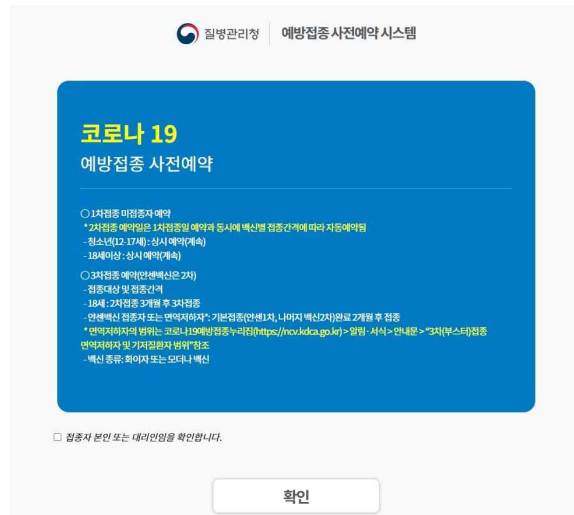 질병관리청
예방접종 사전예약 시스템
코로나 19
예방접종 사전예약
○ 1차접종 미접종자 예약
* 2차접종 예약일은 1차접종일 예약과 동시에 백신별 접종간격에 따라 자동예약됨
- 청소년(12-17세) : 상시 예약(계속)
- 18세이상 : 상시 예약(계속)
○ 3차접종 예약(얀센백신은 2차)
- 접종대상 및 접종간격
- 18세 : 2차접종 3개월 후 3차접종
- 얀센백신 접종자 또는 면역저하자* : 기본접종(얀센1차, 나머지 백신2차)완료 2개월 후 접종
* 면역저하자의 범위는 코로나19예방접종누리집(https://ncv.kdca.go.kr) > 알림·서식 > 안내문 > "3차(부스터)접종
면역저하자 및 기저질환자 범위"참조
- 백신 종류: 화이자 또는 모더나 백신
접종자 본인 또는 대리인임을 확인합니다.
확인